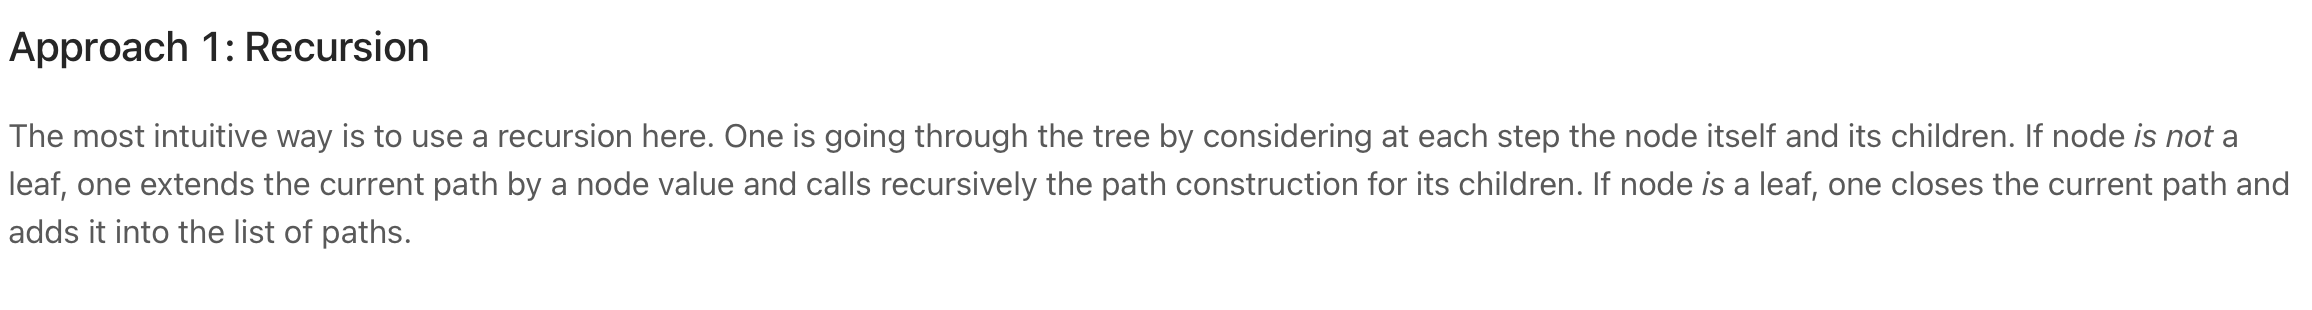 Approach 1: Recursion
The most intuitive way is to use a recursion here. One is going through the tree by considering at each step the node itself and its children. If node is not a
leaf, one extends the current path by a node value and calls recursively the path construction for its children. If node is a leaf, one closes the current path and
adds it into the list of paths.